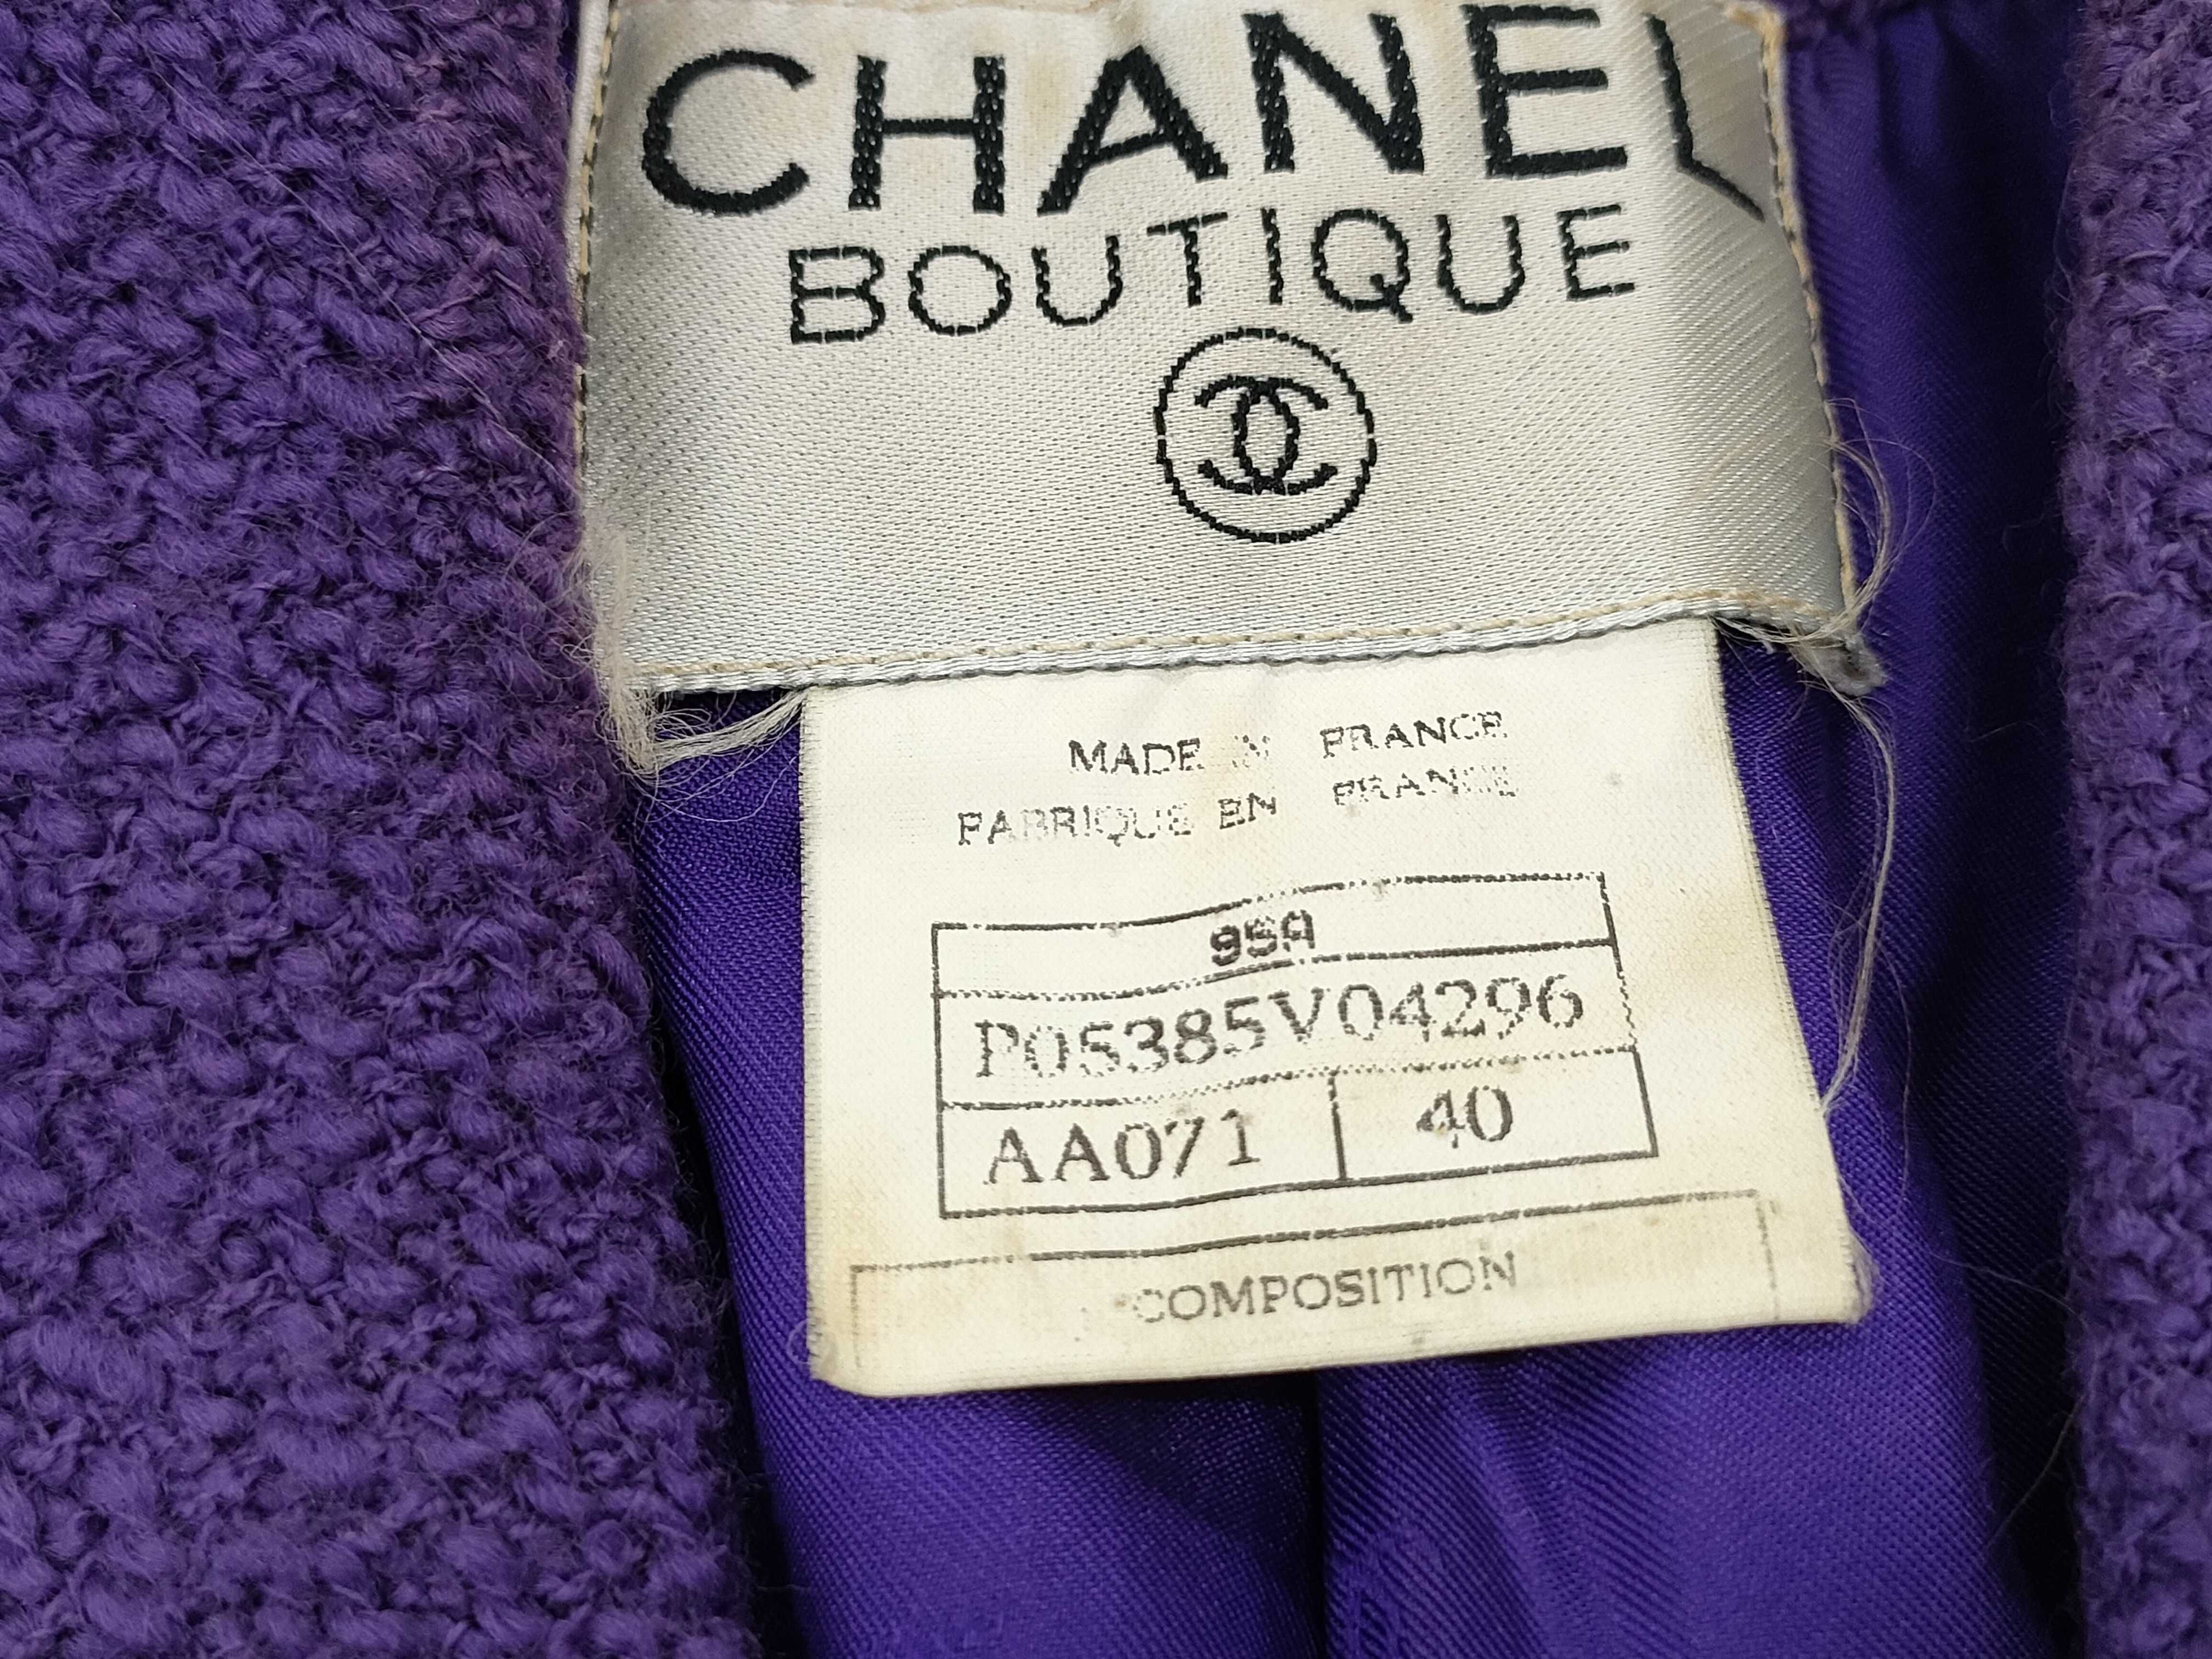 CHANEL
BOUTIQUE
MADE IN FRANCE
FABRIQUE EN FRANCE
95A
P05385V04296
AA071 40
COMPOSITION